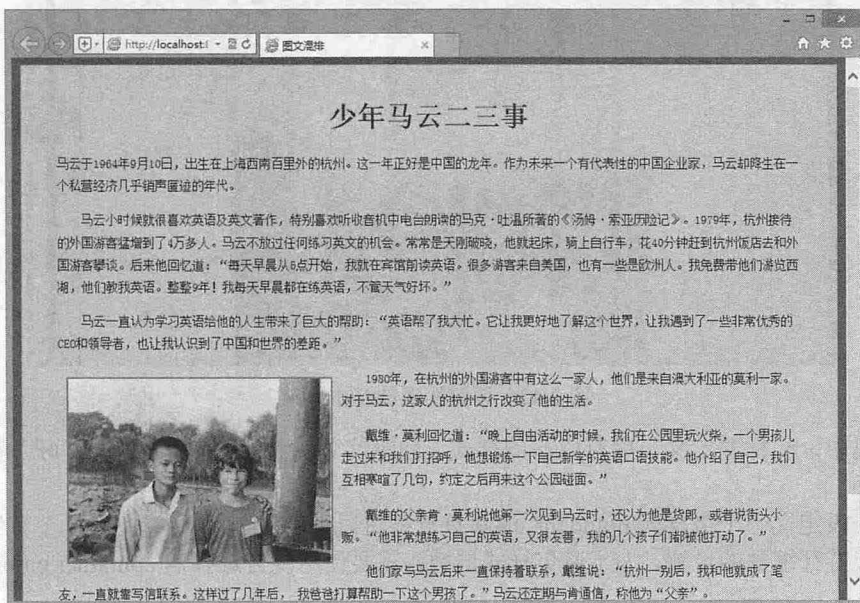 http://localhost:
图文混排
少年马云二三事
马云于1964年9月10日，出生在上海西南百里外的杭州。这一年正好是中国的龙年。作为未来一个有代表性的中国企业家，马云却降生在一
个私营经济几乎销声匿迹的年代。
马云小时候就很喜欢英语及英文著作，特别喜欢听收音机中电台朗读的马克·吐温所著的《汤姆·索亚历险记》。1979年，杭州接待
的外国游客猛增到了4万多人。马云不放过任何练习英文的机会。常常是天刚破晓，他就起床，骑上自行车，花40分钟赶到杭州饭店去和外
国游客攀谈。后来他回忆道：“每天早晨从5点开始，我就在宾馆前读英语。很多游客来自美国，也有一些是欧洲人。我免费带他们游览西
湖，他们教我英语。整整9年！我每天早晨都在练英语，不管天气好坏。”
马云一直认为学习英语给他的人生带来了巨大的帮助：“英语帮了我大忙。它让我更好地了解这个世界，让我遇到了一些非常优秀的
CEO和领导者，也让我认识到了中国和世界的差距。”
1980年，在杭州的外国游客中有这么一家人，他们是来自澳大利亚的莫利一家。
对于马云，这家人的杭州之行改变了他的生活。
戴维·莫利回忆道：“晚上自由活动的时候，我们在公园里玩火柴，一个男孩儿
走过来和我们打招呼，他想锻炼一下自己新学的英语口语技能。他介绍了自己，我们
互相寒暄了几句，约定之后再来这个公园碰面。”
戴维的父亲肯·莫利说他第一次见到马云时，还以为他是货郎，或者说街头小
贩。“他非常想练习自己的英语，又很友善，我的几个孩子们都被他打动了。”
他们家与马云后来一直保持着联系，戴维说：“杭州一别后，我和他就成了笔
友，一直就靠写信联系。这样过了几年后， 我爸爸打算帮助一下这个男孩了。”马云还定期与肯通信，称他为“父亲”。